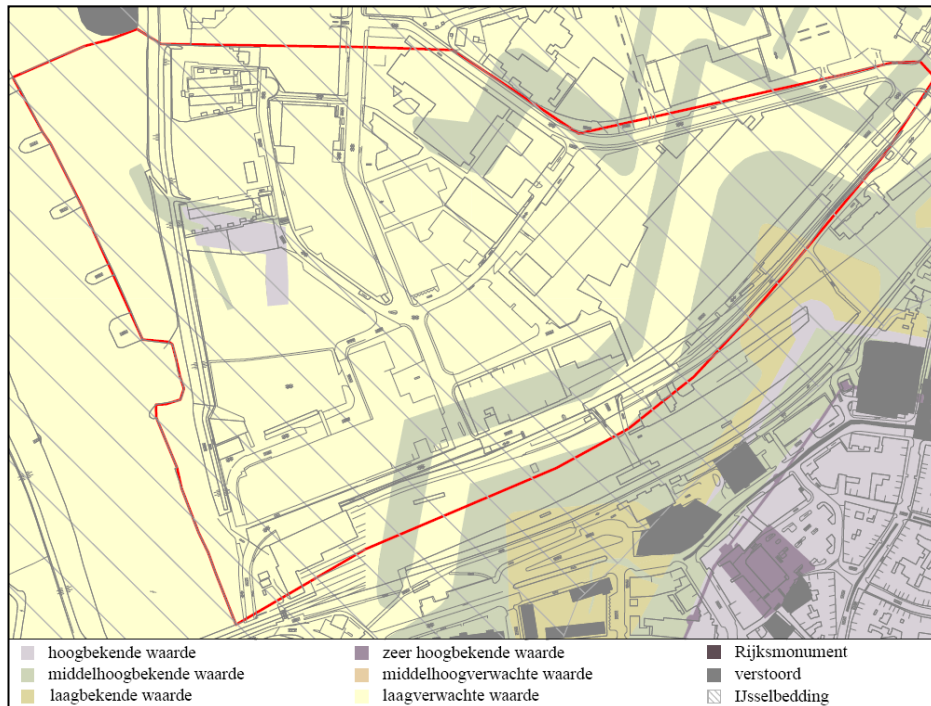 hoogbekende waarde
middelhoogbekende waarde
laagbekende waarde
zeer hoogbekende waarde
middelhoogverwachte waarde
laagverwachte waarde
Rijksmonument
verstoord
IJsselbedding